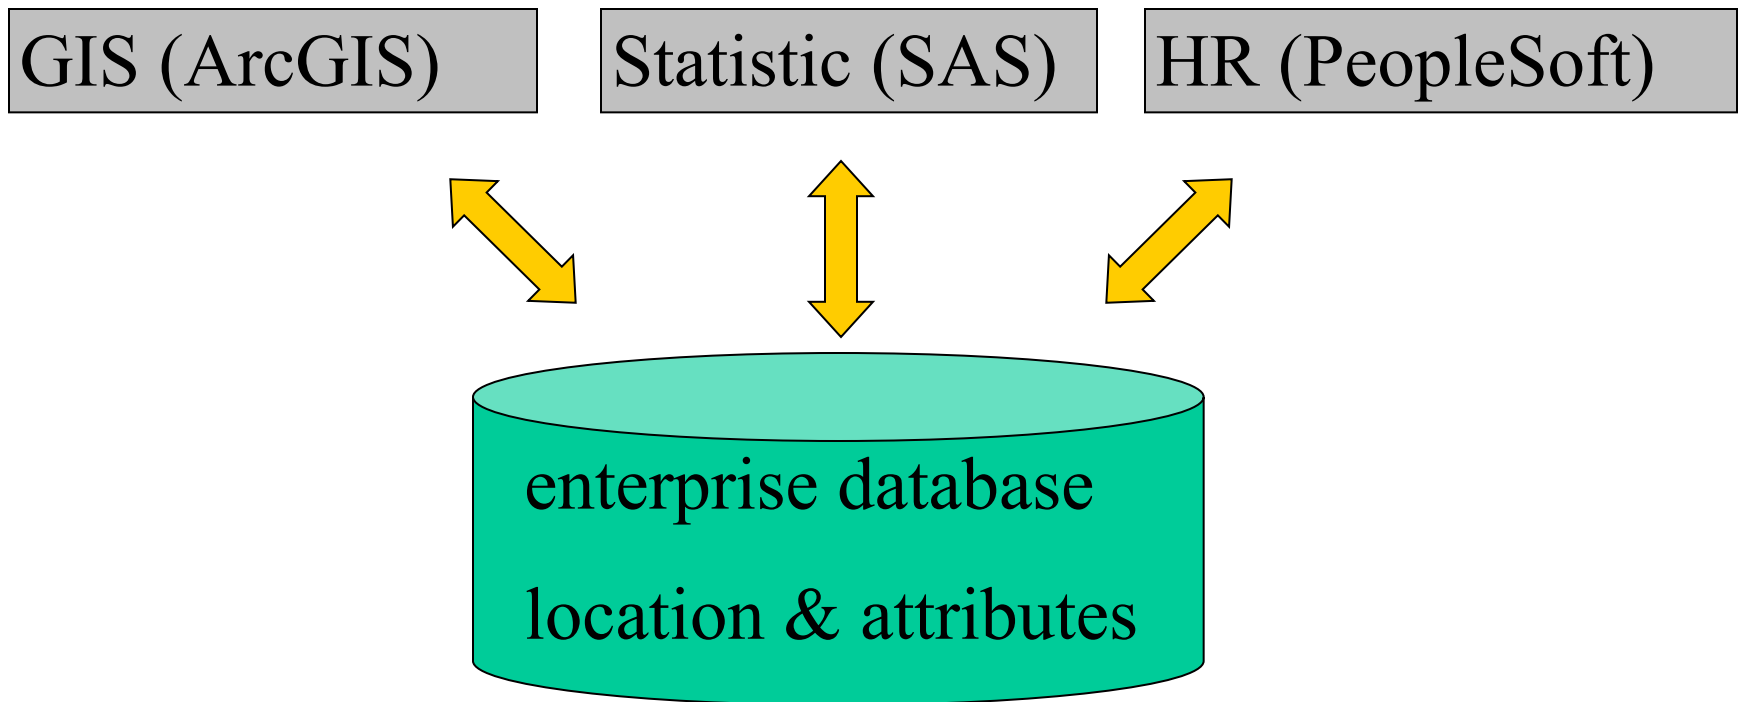 GIS (ArcGIS)
Statistic (SAS)
HR (PeopleSoft)
enterprise database
location & attributes